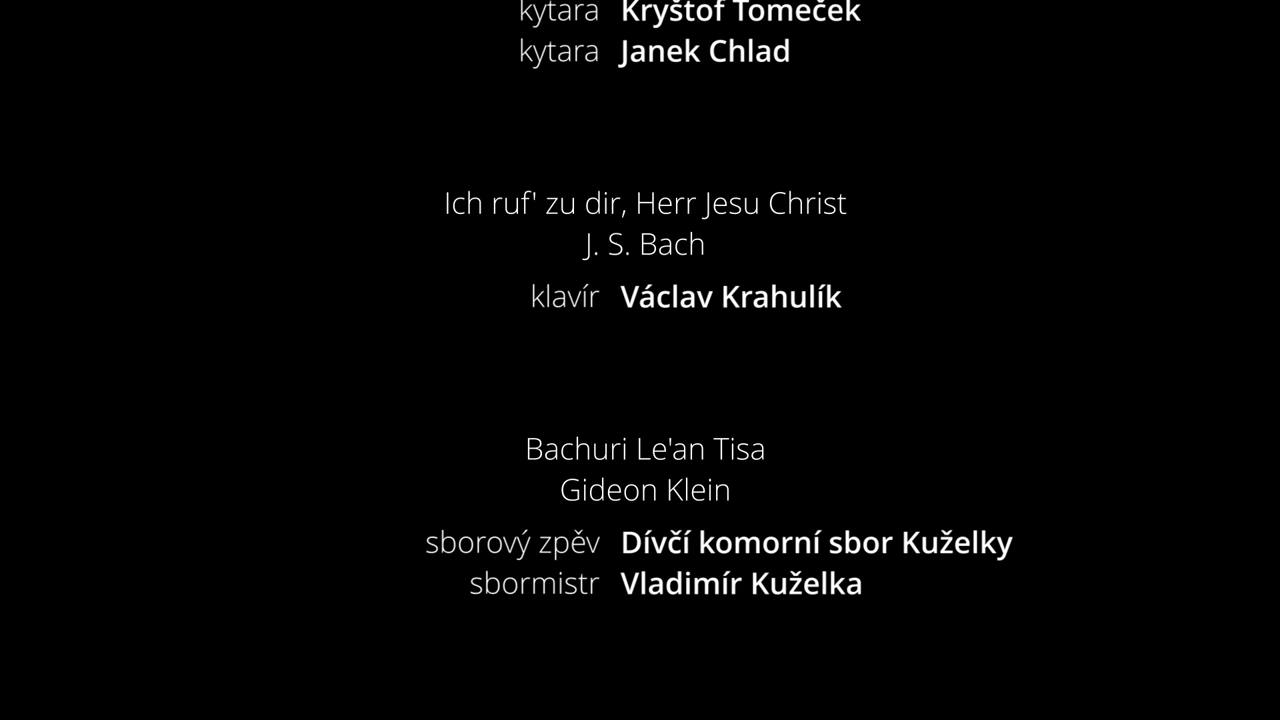 kytara Kryštof Tomeček
kytara Janek Chlad
Ich ruf' zu dir, Herr Jesu Christ
J. S. Bach
klavír Václav Krahulík
Bachuri Le'an Tisa
Gideon Klein
sborový zpěv Dívčí komorní sbor Kuželky
sbormistr Vladimír Kuželka